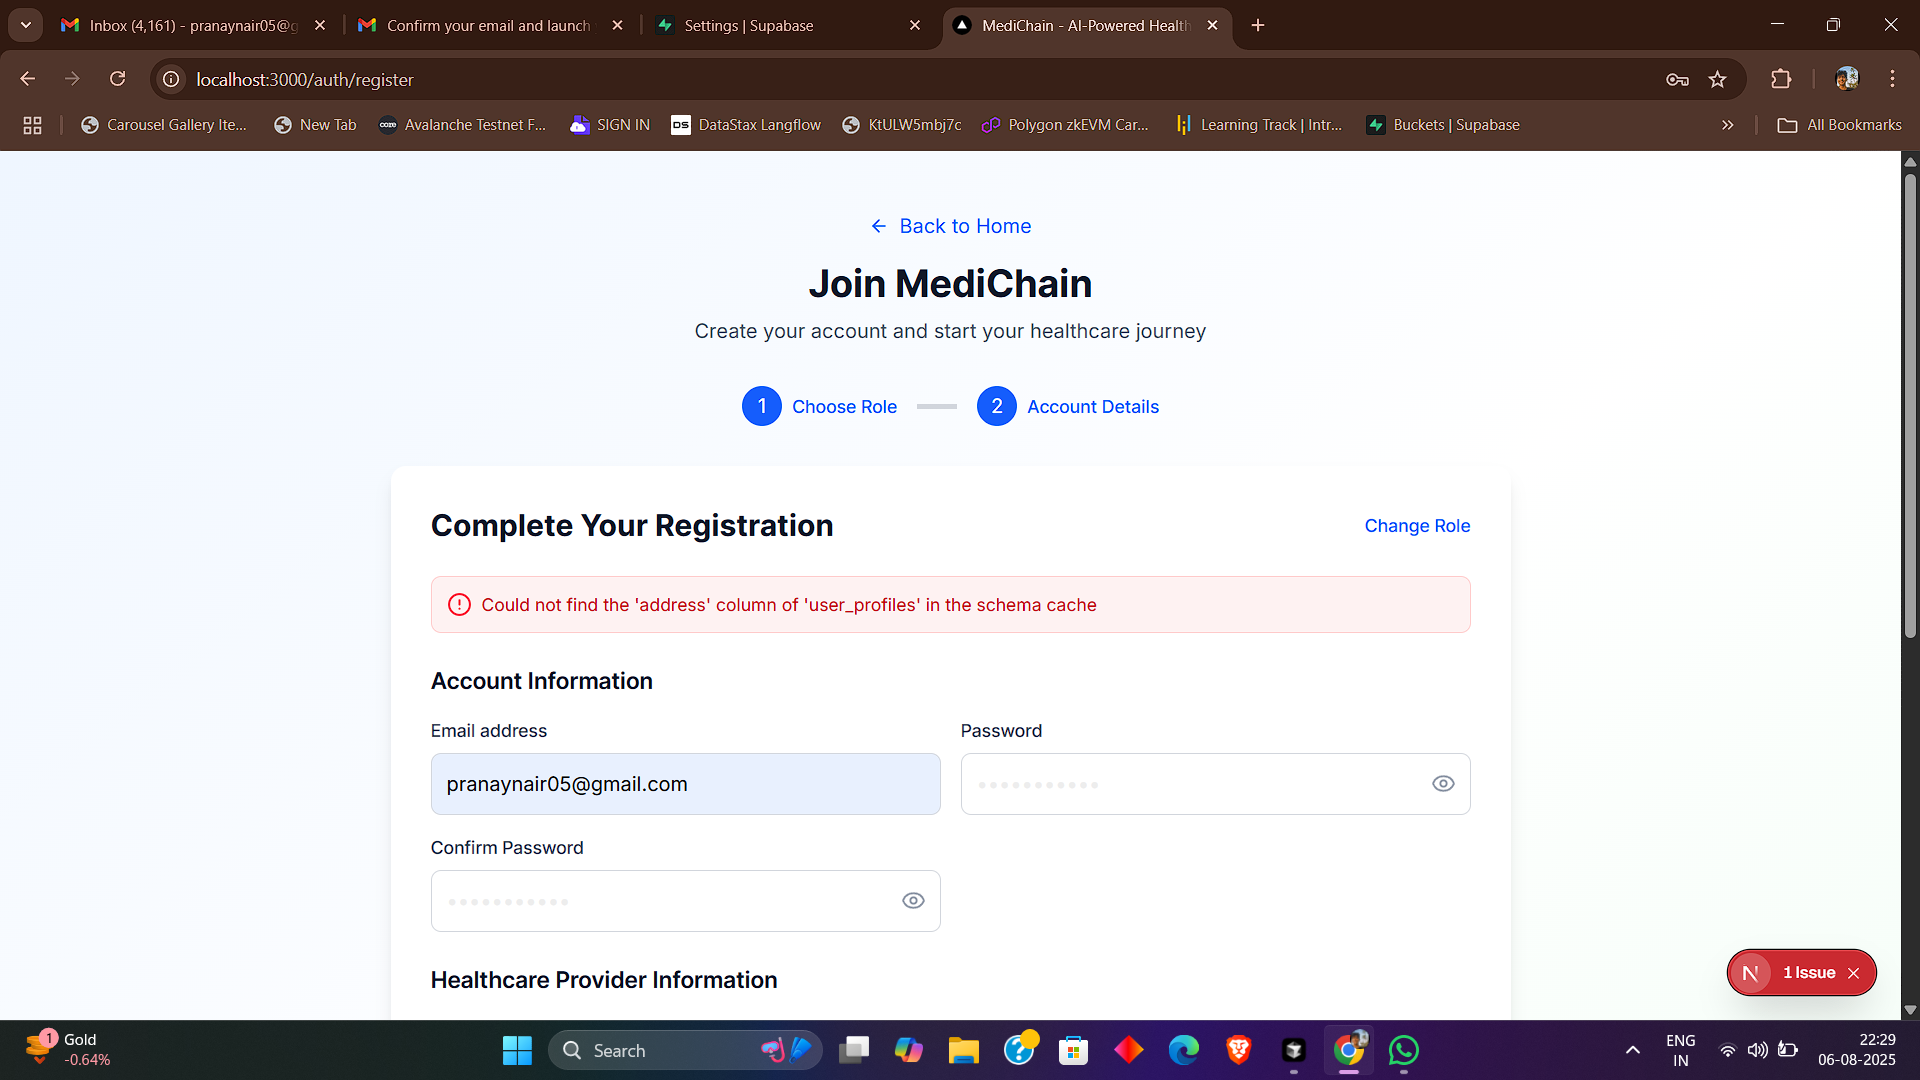 Inbox (4,161) - pranaynair05@g
Confirm your email and launch
Settings | Supabase
MediChain - AI-Powered Health
localhost:3000/auth/register
Carousel Gallery Ite...
New Tab
core
Avalanche Testnet F...
SIGN IN
DS
DataStax Langflow
KtULW5mbj7c
Polygon zkEVM Car...
Learning Track | Intr...
Buckets | Supabase
All Bookmarks
← Back to Home
Join MediChain
Create your account and start your healthcare journey
1 Choose Role
2 Account Details
Complete Your Registration
Change Role
Could not find the 'address' column of 'user_profiles' in the schema cache
Account Information
Email address
Password
pranaynair05@gmail.com
Confirm Password
Healthcare Provider Information
N 1 Issue
1
Gold
-0.64%
Search
ENG
IN
22:29
06-08-2025